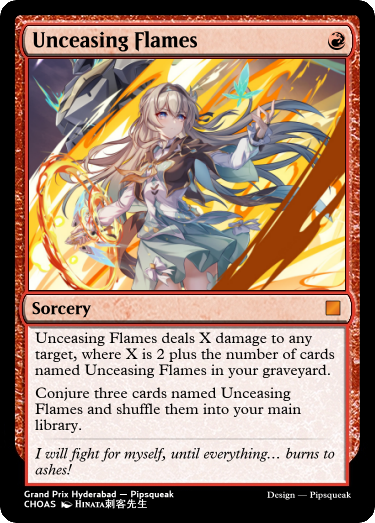 Unceasing Flames
Sorcery
Unceasing Flames deals X damage to any
target, where X is 2 plus the number of cards
named Unceasing Flames in your graveyard.
Conjure three cards named Unceasing
Flames and shuffle them into your main
library.
I will fight for myself, until everything… burns to
ashes!
Grand Prix Hyderabad — Pipsqueak
CHOAS Hinata刺客先生
Design — Pipsqueak